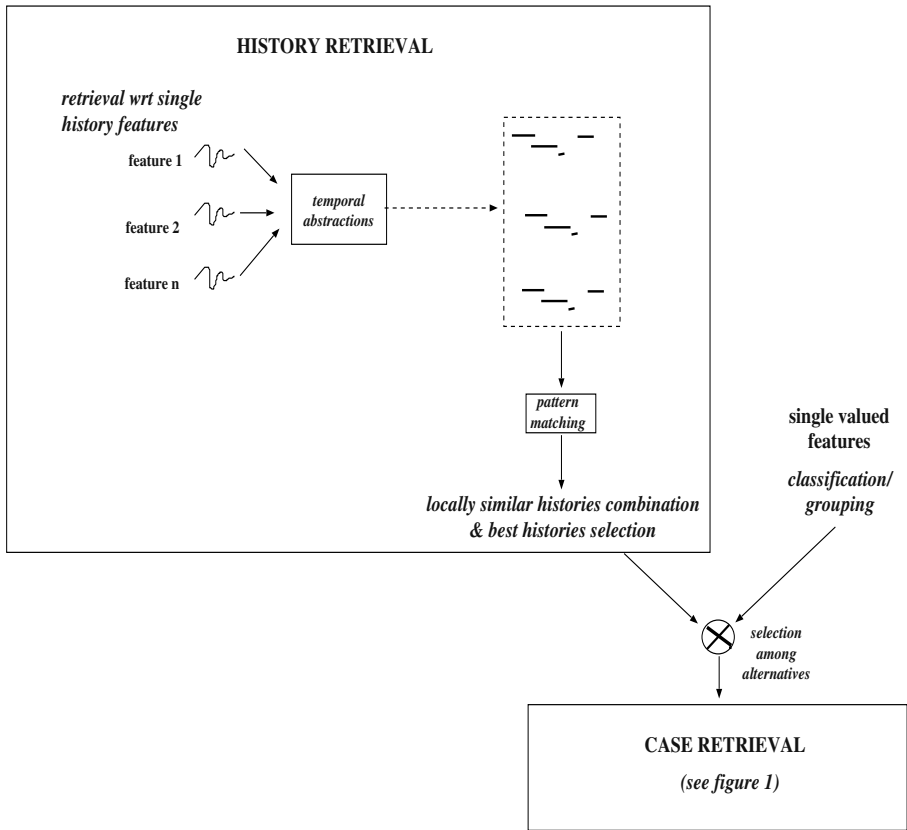 HISTORY RETRIEVAL
retrieval wrt single
history features
feature 1
feature 2
feature n
temporal
abstractions
pattern
matching
locally similar histories combination
& best histories selection
single valued
features
classification/
grouping
selection
among
alternatives
CASE RETRIEVAL
(see figure 1)